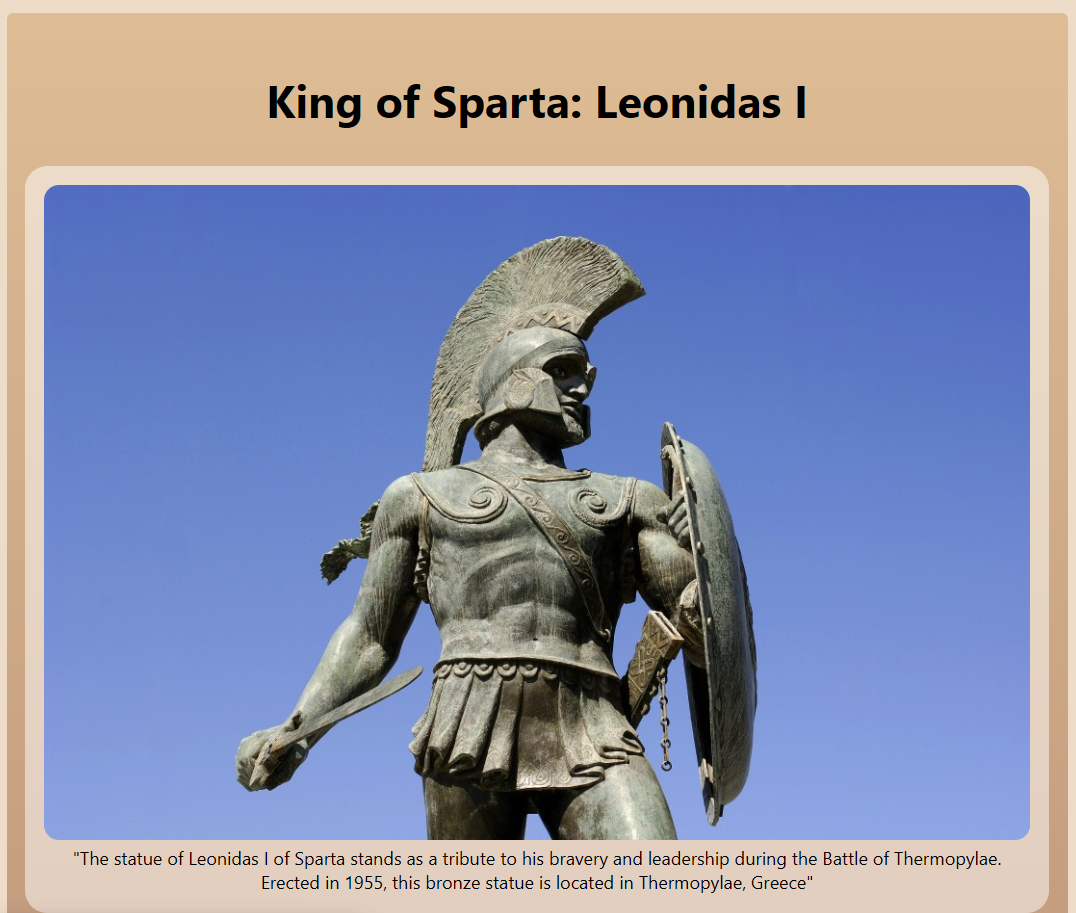 King of Sparta: Leonidas I
"The statue of Leonidas I of Sparta stands as a tribute to his bravery and leadership during the Battle of Thermopylae.
Erected in 1955, this bronze statue is located in Thermopylae, Greece"